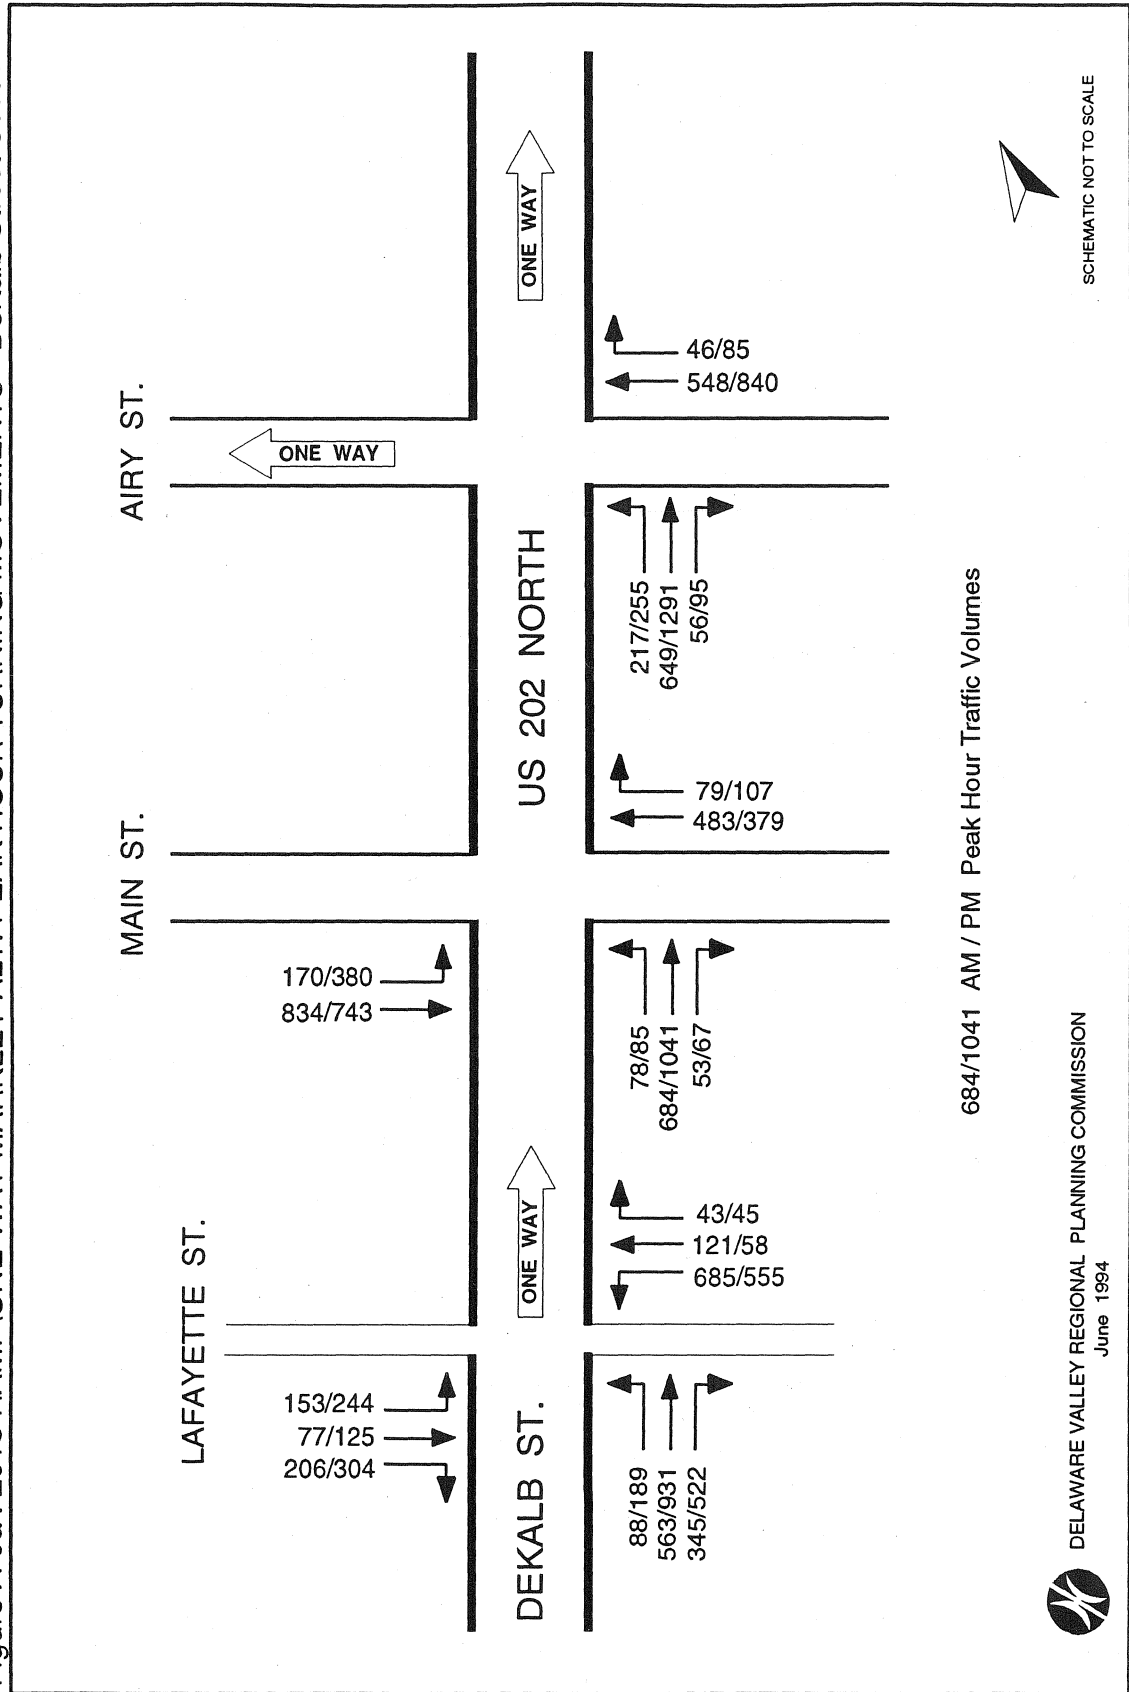 AIRY ST.
MAIN ST.
LAFAYETTE ST.
ONE WAY
ONE WAY
ONE WAY
US 202 NORTH
DEKALB ST.
46/85
548/840
217/255
649/1291
56/95
79/107
483/379
170/380
834/743
78/85
684/1041
53/67
43/45
121/58
685/555
153/244
77/125
206/304
88/189
563/931
345/522
684/1041 AM / PM Peak Hour Traffic Volumes
SCHEMATIC NOT TO SCALE
DELAWARE VALLEY REGIONAL PLANNING COMMISSION
June 1994